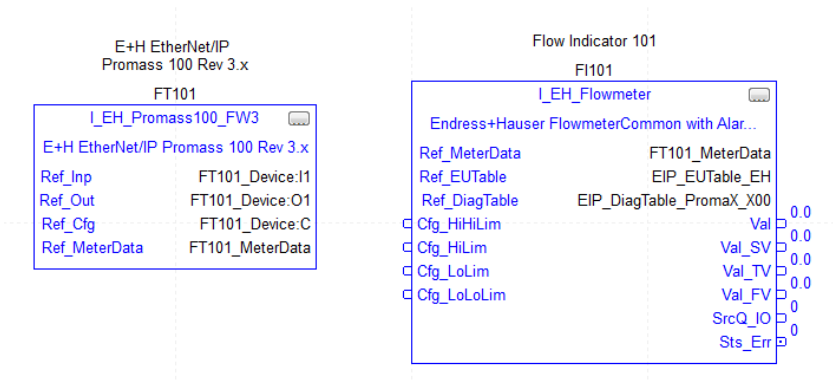 E+H EtherNet/IP
Promass 100 Rev 3.x
FT101
I_EH_Promass100_FW3
...
E+H EtherNet/IP Promass 100 Rev 3.x
Ref_Inp FT101_Device:I1
Ref_Out FT101_Device:O1
Ref_Cfg FT101_Device:C
Ref_MeterData FT101_MeterData
Flow Indicator 101
FI101
I_EH_Flowmeter
...
Endress+Hauser FlowmeterCommon with Alar...
Ref_MeterData FT101_MeterData
Ref_EUTable EIP_EUTable_EH
Ref_DiagTable EIP_DiagTable_PromaX_X00
0.0
Cfg_HiHiLim Val
0.0
Cfg_HiLim Val_SV
0.0
Cfg_LoLim Val_TV
0.0
Cfg_LoLoLim Val_FV
0
SrcQ_IO
0
Sts_Err